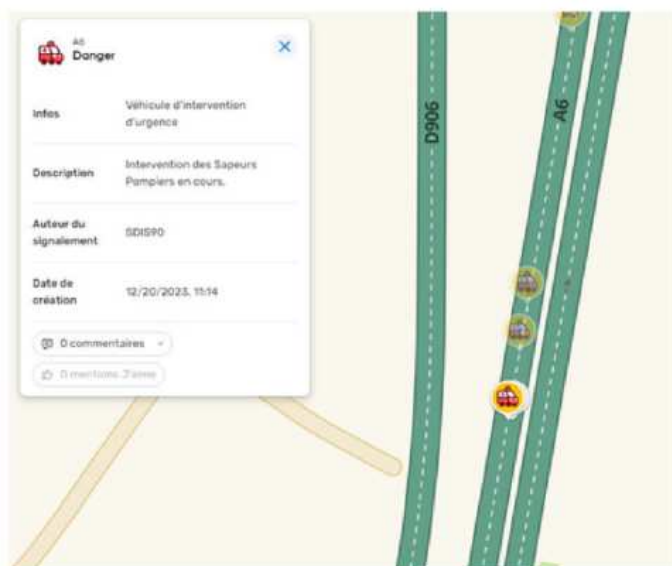 A6
Danger
Infos
Véhicule d'intervention
d'urgence
Description
Intervention des Sapeurs
Pompiers en cours.
Auteur du
signalement
SDIS90
Date de
création
12/20/2023, 11:14
0 commentaires
0 mentions J'aime
D906
A6